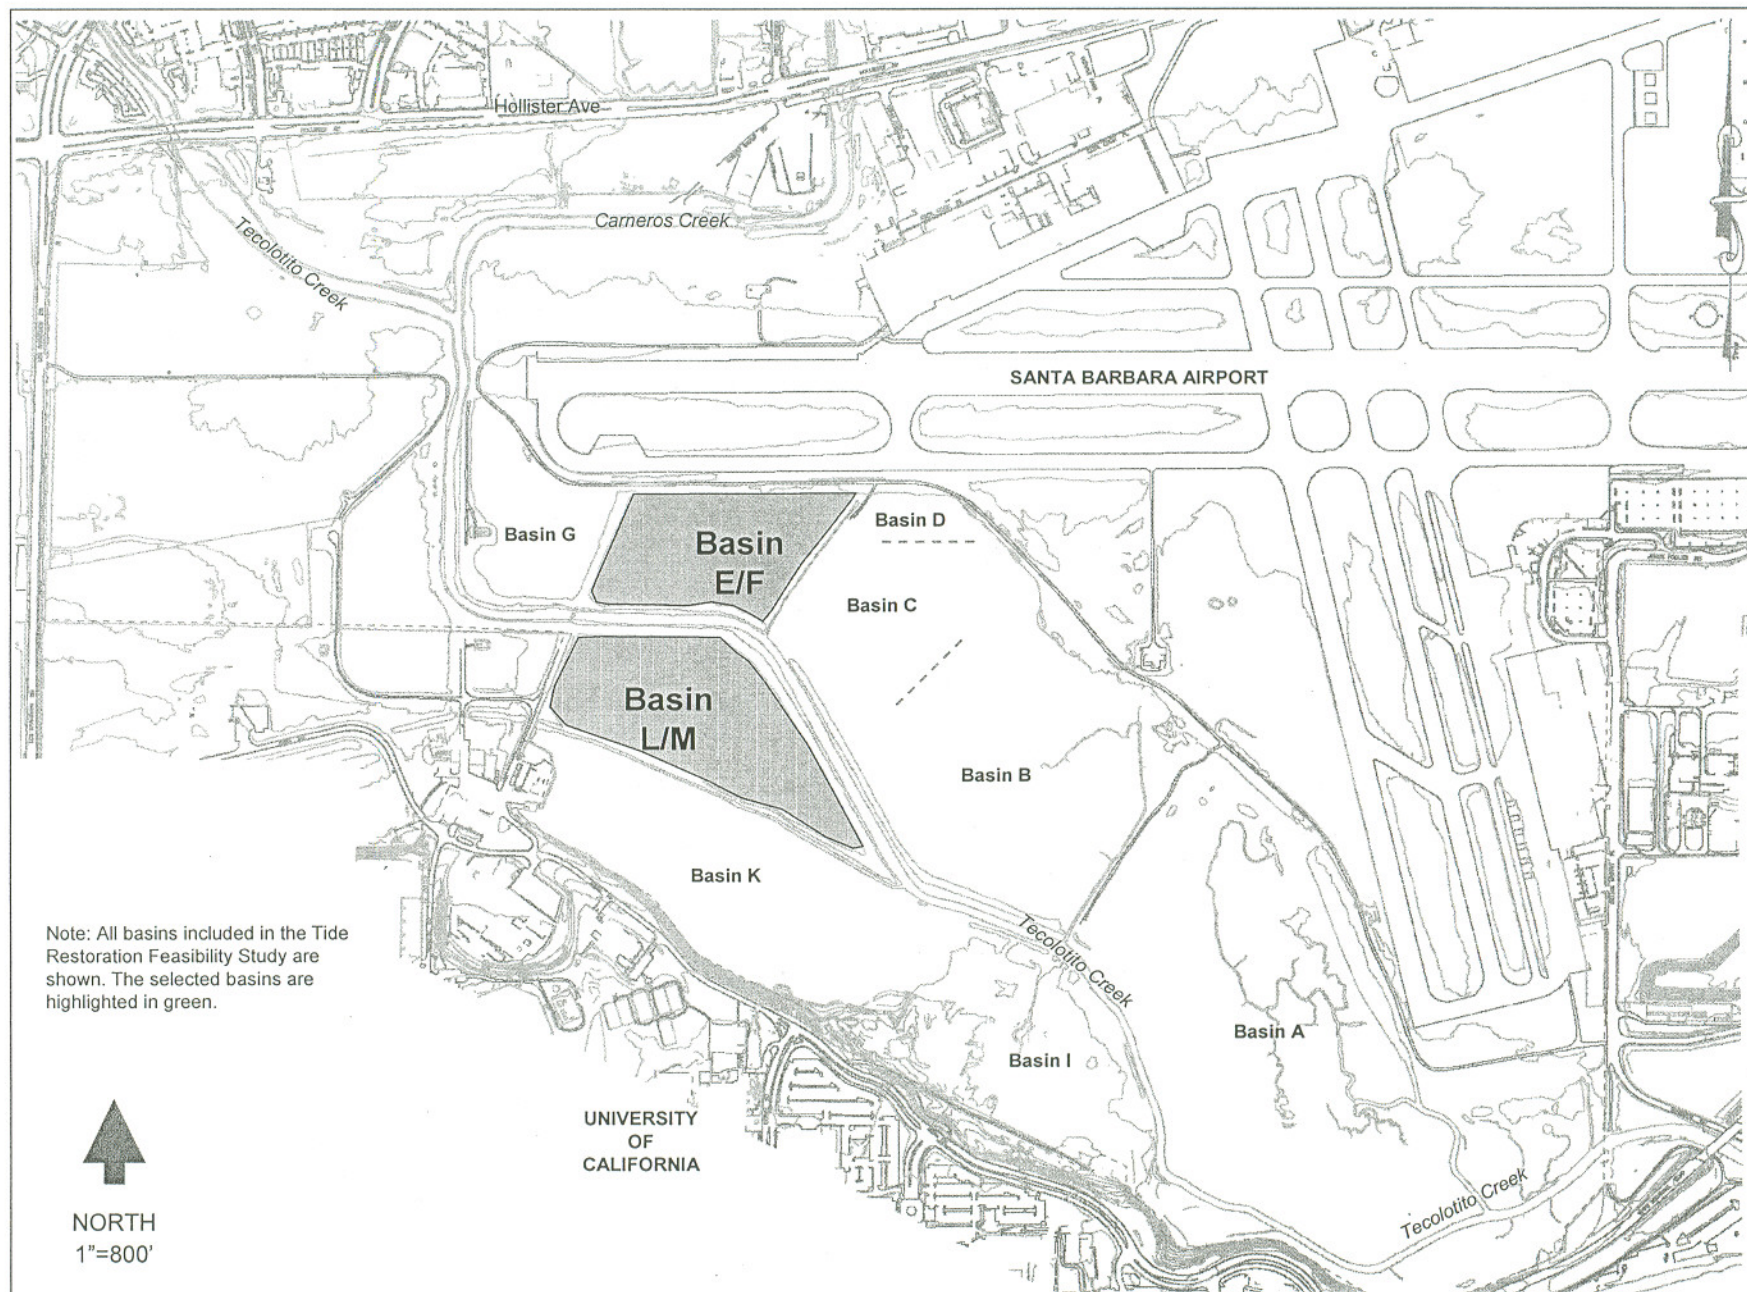 Hollister Ave
Carneros Creek
Tecolotito Creek
SANTA BARBARA AIRPORT
Basin G
Basin
E/F
Basin D
Basin C
Basin
L/M
Basin B
Basin K
Note: All basins included in the Tide
Restoration Feasibility Study are
shown. The selected basins are
highlighted in green.
Tecolotito Creek
Basin A
Basin I
UNIVERSITY
OF
CALIFORNIA
Tecolotito Creek
NORTH
1"=800'